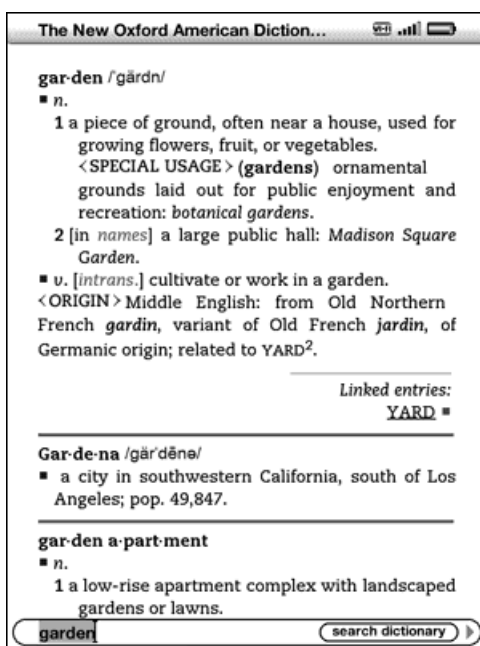 The New Oxford American Diction...
gar·den /ˈgärdn/
■ n.
1 a piece of ground, often near a house, used for
growing flowers, fruit, or vegetables.
<SPECIAL USAGE> (gardens) ornamental
grounds laid out for public enjoyment and
recreation: botanical gardens.
2 [in names] a large public hall: Madison Square
Garden.
■ v. [intrans.] cultivate or work in a garden.
<ORIGIN> Middle English: from Old Northern
French gardin, variant of Old French jardin, of
Germanic origin; related to YARD².
Linked entries:
YARD ■
Gar·de·na /gärˈdēnə/
■ a city in southwestern California, south of Los
Angeles; pop. 49,847.
gar·den a·part·ment
■ n.
1 a low-rise apartment complex with landscaped
gardens or lawns.
garden search dictionary